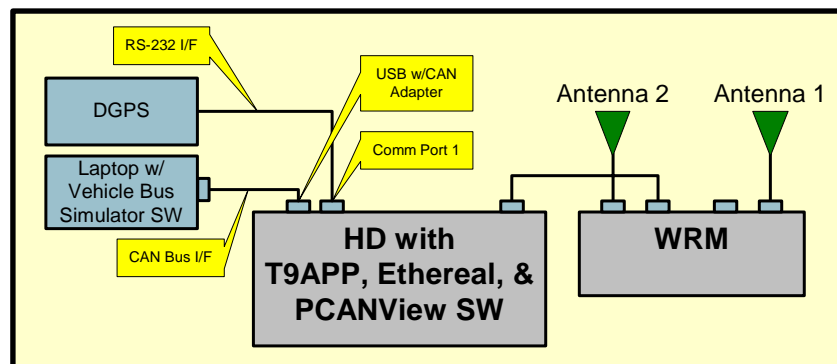 RS-232 I/F
USB w/CAN
Adapter
Antenna 2
Antenna 1
DGPS
Comm Port 1
Laptop w/
Vehicle Bus
Simulator SW
CAN Bus I/F
HD with
T9APP, Ethereal, &
PCANView SW
WRM